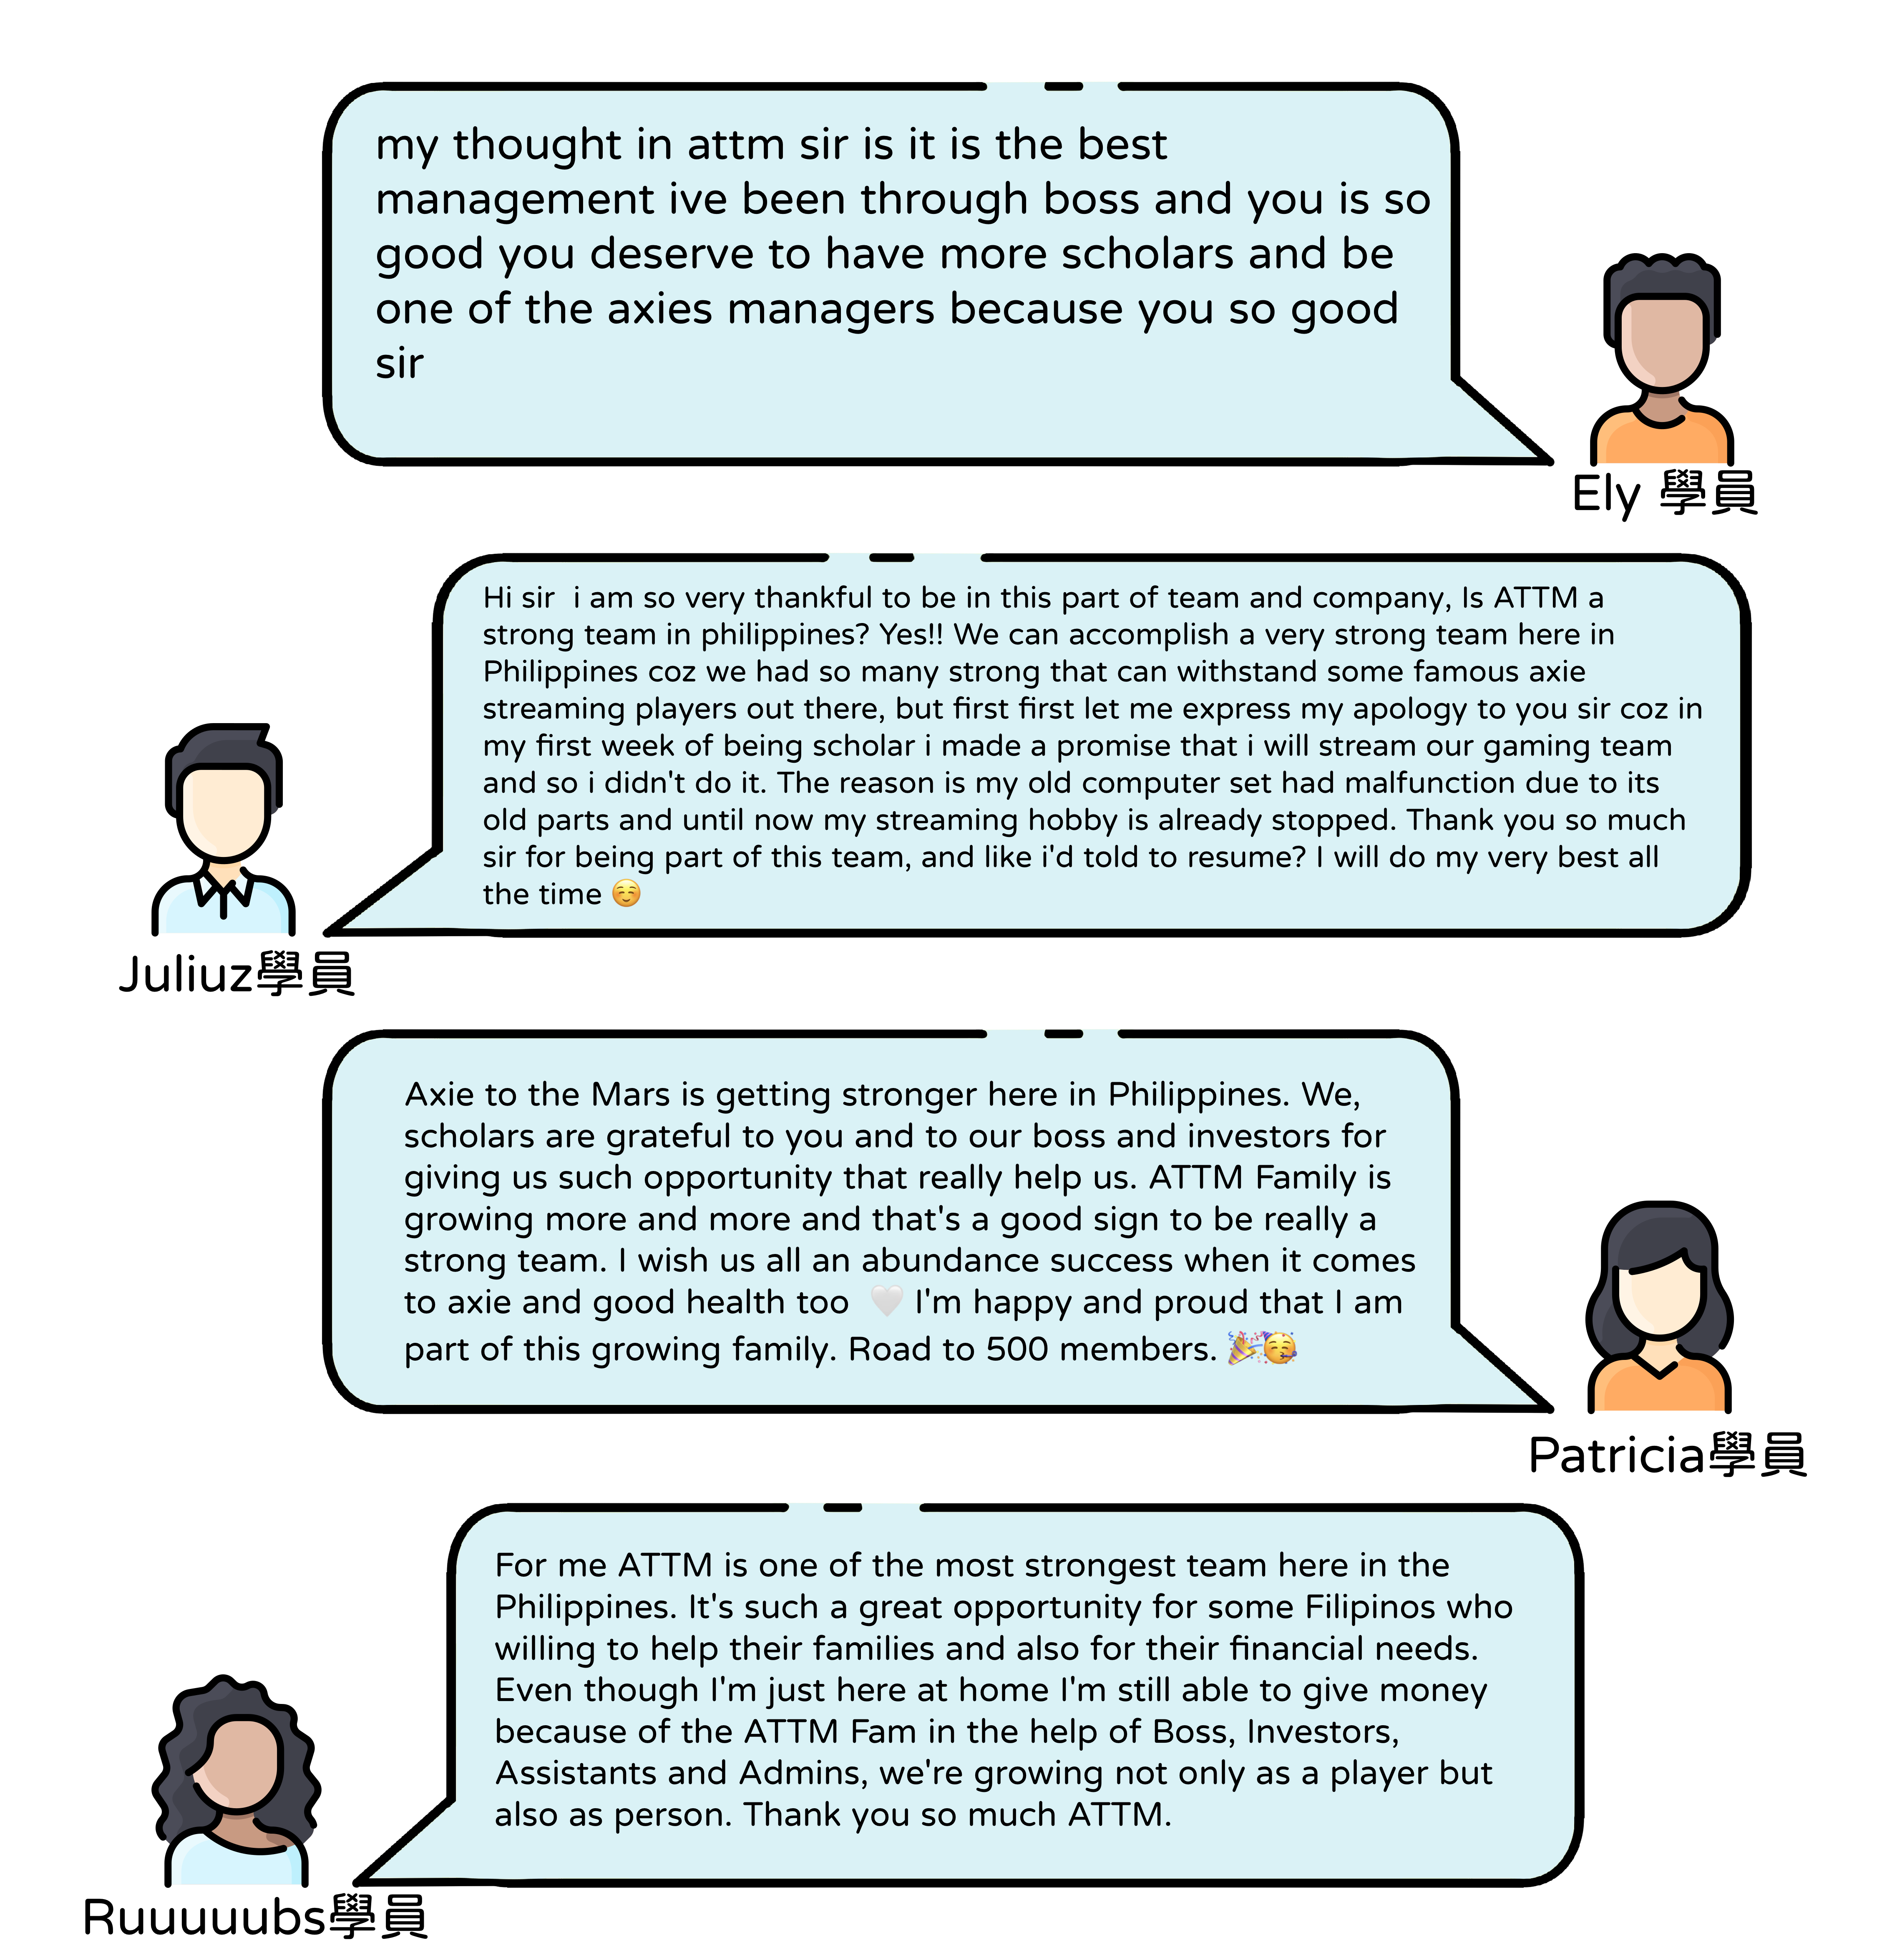 my thought in attm sir is it is the best
management ive been through boss and you is so
good you deserve to have more scholars and be
one of the axies managers because you so good
sir
Ely 學員
Hi sir  i am so very thankful to be in this part of team and company, Is ATTM a
strong team in philippines? Yes!! We can accomplish a very strong team here in
Philippines coz we had so many strong that can withstand some famous axie
streaming players out there, but first first let me express my apology to you sir coz in
my first week of being scholar i made a promise that i will stream our gaming team
and so i didn't do it. The reason is my old computer set had malfunction due to its
old parts and until now my streaming hobby is already stopped. Thank you so much
sir for being part of this team, and like i'd told to resume? I will do my very best all
the time ☺️
Juliuz學員
Axie to the Mars is getting stronger here in Philippines. We,
scholars are grateful to you and to our boss and investors for
giving us such opportunity that really help us. ATTM Family is
growing more and more and that's a good sign to be really a
strong team. I wish us all an abundance success when it comes
to axie and good health too  🤍 I'm happy and proud that I am
part of this growing family. Road to 500 members. 🎉🥳
Patricia學員
For me ATTM is one of the most strongest team here in the
Philippines. It's such a great opportunity for some Filipinos who
willing to help their families and also for their financial needs.
Even though I'm just here at home I'm still able to give money
because of the ATTM Fam in the help of Boss, Investors,
Assistants and Admins, we're growing not only as a player but
also as person. Thank you so much ATTM.
Ruuuuubs學員